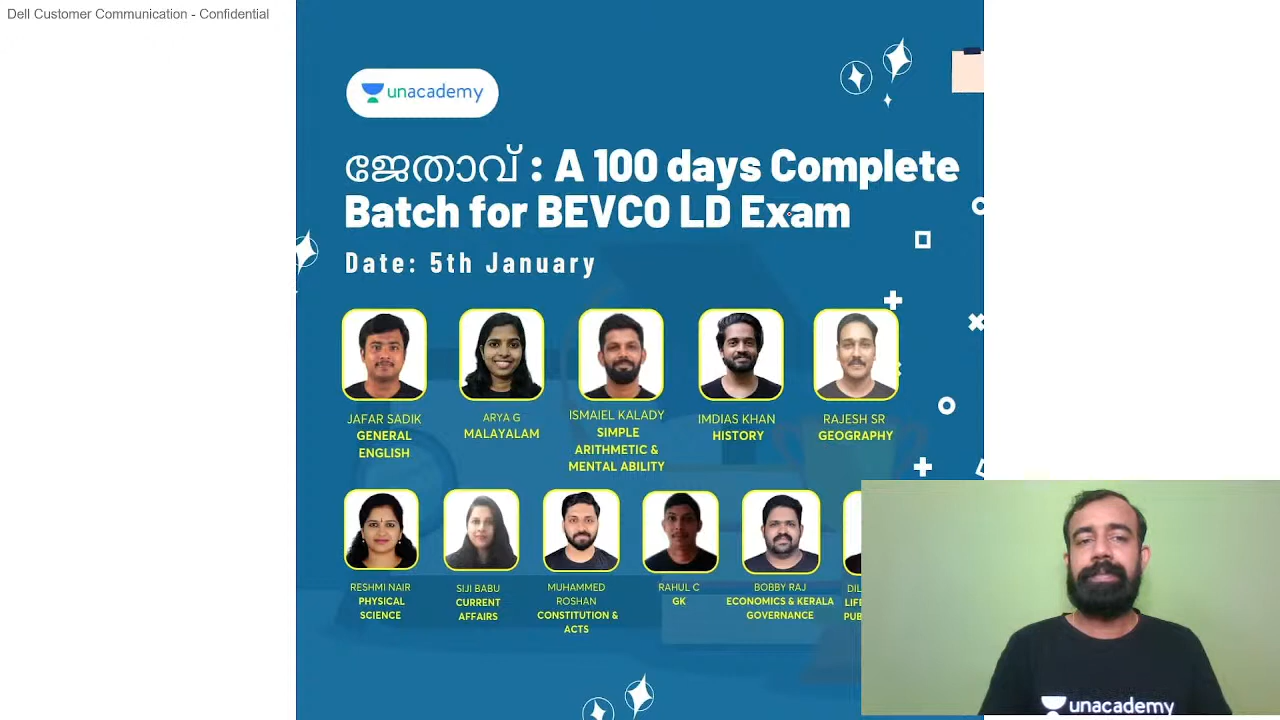 Dell Customer Communication - Confidential
unacademy
ജേതാവ് : A 100 days Complete
Batch for BEVCO LD Exam
Date: 5th January
JAFAR SADIK
GENERAL
ENGLISH
ARYA G
MALAYALAM
ISMAIEL KALADY
SIMPLE
ARITHMETIC &
MENTAL ABILITY
IMDIAS KHAN
HISTORY
RAJESH SR
GEOGRAPHY
RESHMI NAIR
PHYSICAL
SCIENCE
SIJI BABU
CURRENT
AFFAIRS
MUHAMMED
ROSHAN
CONSTITUTION &
ACTS
RAHUL C
GK
BOBBY RAJ
ECONOMICS & KERALA
GOVERNANCE
unacademy